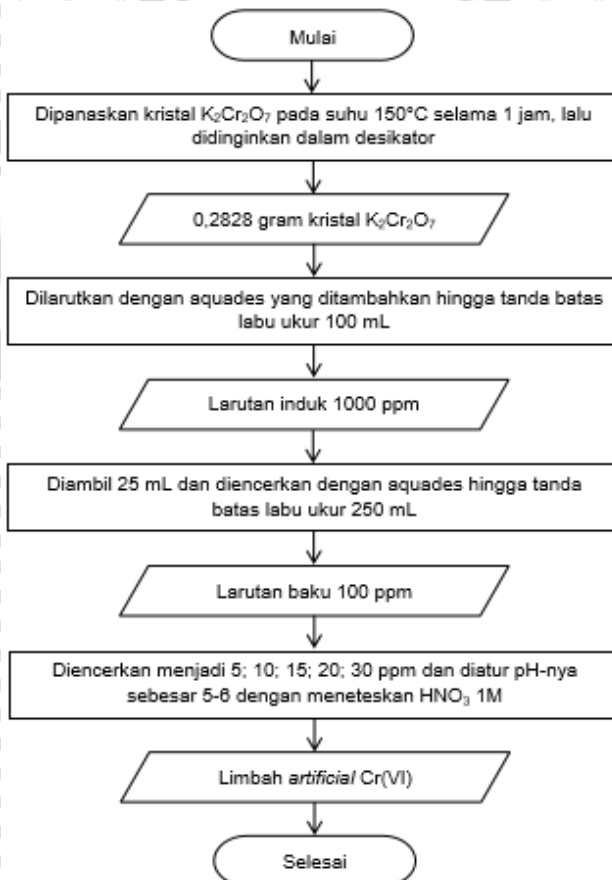 Mulai
Dipanaskan kristal K₂Cr₂O₇ pada suhu 150°C selama 1 jam, lalu
didinginkan dalam desikator
0,2828 gram kristal K₂Cr₂O₇
Dilarutkan dengan aquades yang ditambahkan hingga tanda batas
labu ukur 100 mL
Larutan induk 1000 ppm
Diambil 25 mL dan diencerkan dengan aquades hingga tanda
batas labu ukur 250 mL
Larutan baku 100 ppm
Diencerkan menjadi 5; 10; 15; 20; 30 ppm dan diatur pH-nya
sebesar 5-6 dengan meneteskan HNO₃ 1M
Limbah artificial Cr(VI)
Selesai